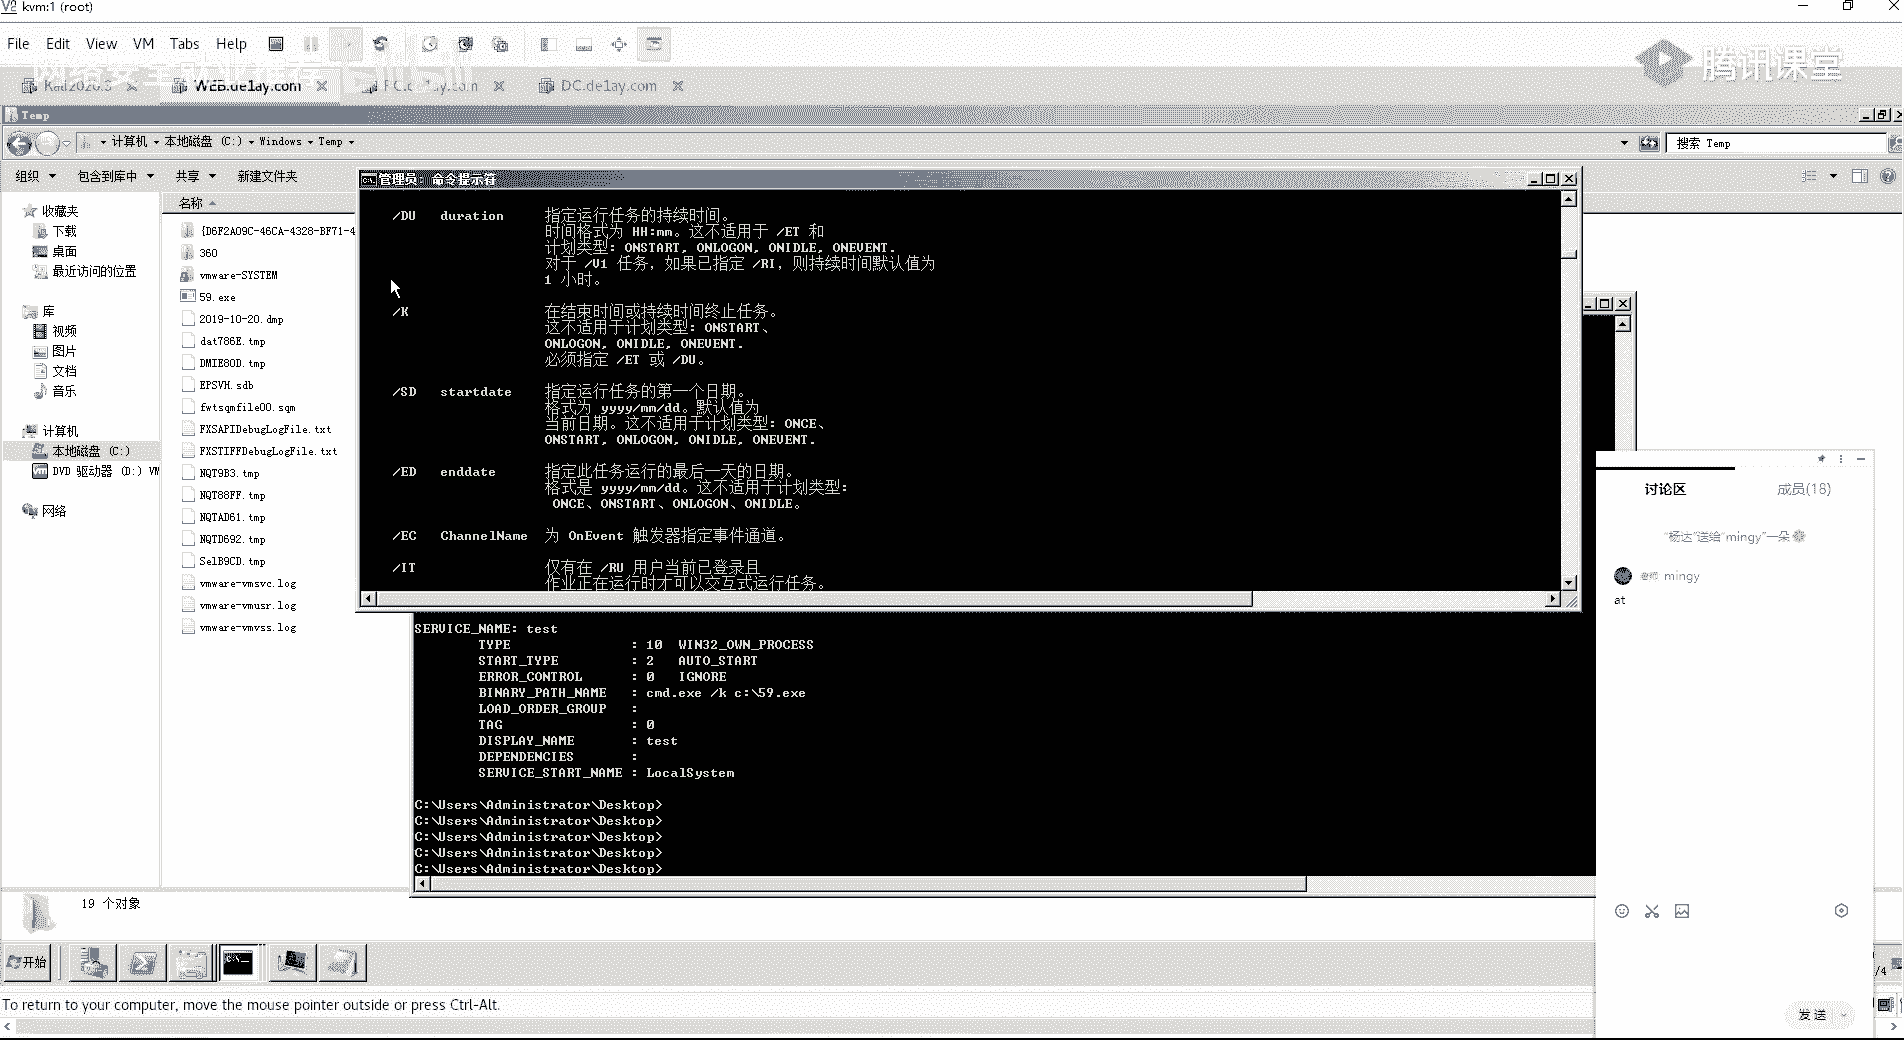 kvm:1 (root)
File Edit View VM Tabs Help
腾讯课堂
WEB.de1ay.com
DC.de1ay.com
Temp
计算机 本地磁盘 (C:) Windows Temp
搜索 Temp
组织 包含到库中 共享 新建文件夹
收藏夹
下载
桌面
最近访问的位置
库
视频
图片
文档
音乐
计算机
本地磁盘 (C:)
DVD 驱动器 (D:) VM
网络
名称
{D6F2A09C-46CA-4328-BF71-4
360
vmware-SYSTEM
59.exe
2019-10-20.dmp
dat786E.tmp
DMIE80D.tmp
EPSVH.sdb
fwtsqmfile00.sqm
FXSAPIDebugLogFile.txt
FXSTIFFDebugLogFile.txt
NQT9B3.tmp
NQT88FF.tmp
NQTAD61.tmp
NQTD692.tmp
SelB9CD.tmp
vmware-vmsvc.log
vmware-vmusr.log
vmware-vmvss.log
管理员: 命令提示符
/DU duration 指定运行任务的持续时间。
时间格式为 HH:mm。这不适用于 /ET 和
计划类型: ONSTART, ONLOGON, ONIDLE, ONEVENT.
对于 /V1 任务，如果已指定 /RI，则持续时间默认值为
1 小时。
/K 在结束时间或持续时间终止任务。
这不适用于计划类型: ONSTART、
ONLOGON, ONIDLE, ONEVENT.
必须指定 /ET 或 /DU。
/SD startdate 指定运行任务的第一个日期。
格式为 yyyy/mm/dd。默认值为
当前日期。这不适用于计划类型: ONCE、
ONSTART, ONLOGON, ONIDLE, ONEVENT.
/ED enddate 指定此任务运行的最后一天的日期。
格式是 yyyy/mm/dd。这不适用于计划类型:
ONCE、ONSTART、ONLOGON、ONIDLE。
/EC ChannelName 为 OnEvent 触发器指定事件通道。
/IT 仅有在 /RU 用户当前已登录且
作业正在运行时才可以交互式运行任务。
SERVICE_NAME: test
TYPE : 10 WIN32_OWN_PROCESS
START_TYPE : 2 AUTO_START
ERROR_CONTROL : 0 IGNORE
BINARY_PATH_NAME : cmd.exe /k c:\59.exe
LOAD_ORDER_GROUP :
TAG : 0
DISPLAY_NAME : test
DEPENDENCIES :
SERVICE_START_NAME : LocalSystem
C:\Users\Administrator\Desktop>
C:\Users\Administrator\Desktop>
C:\Users\Administrator\Desktop>
C:\Users\Administrator\Desktop>
C:\Users\Administrator\Desktop>
讨论区 成员(18)
"杨达"送给"mingy"一朵
mingy
at
发送
19 个对象
开始
/4
To return to your computer, move the mouse pointer outside or press Ctrl-Alt.